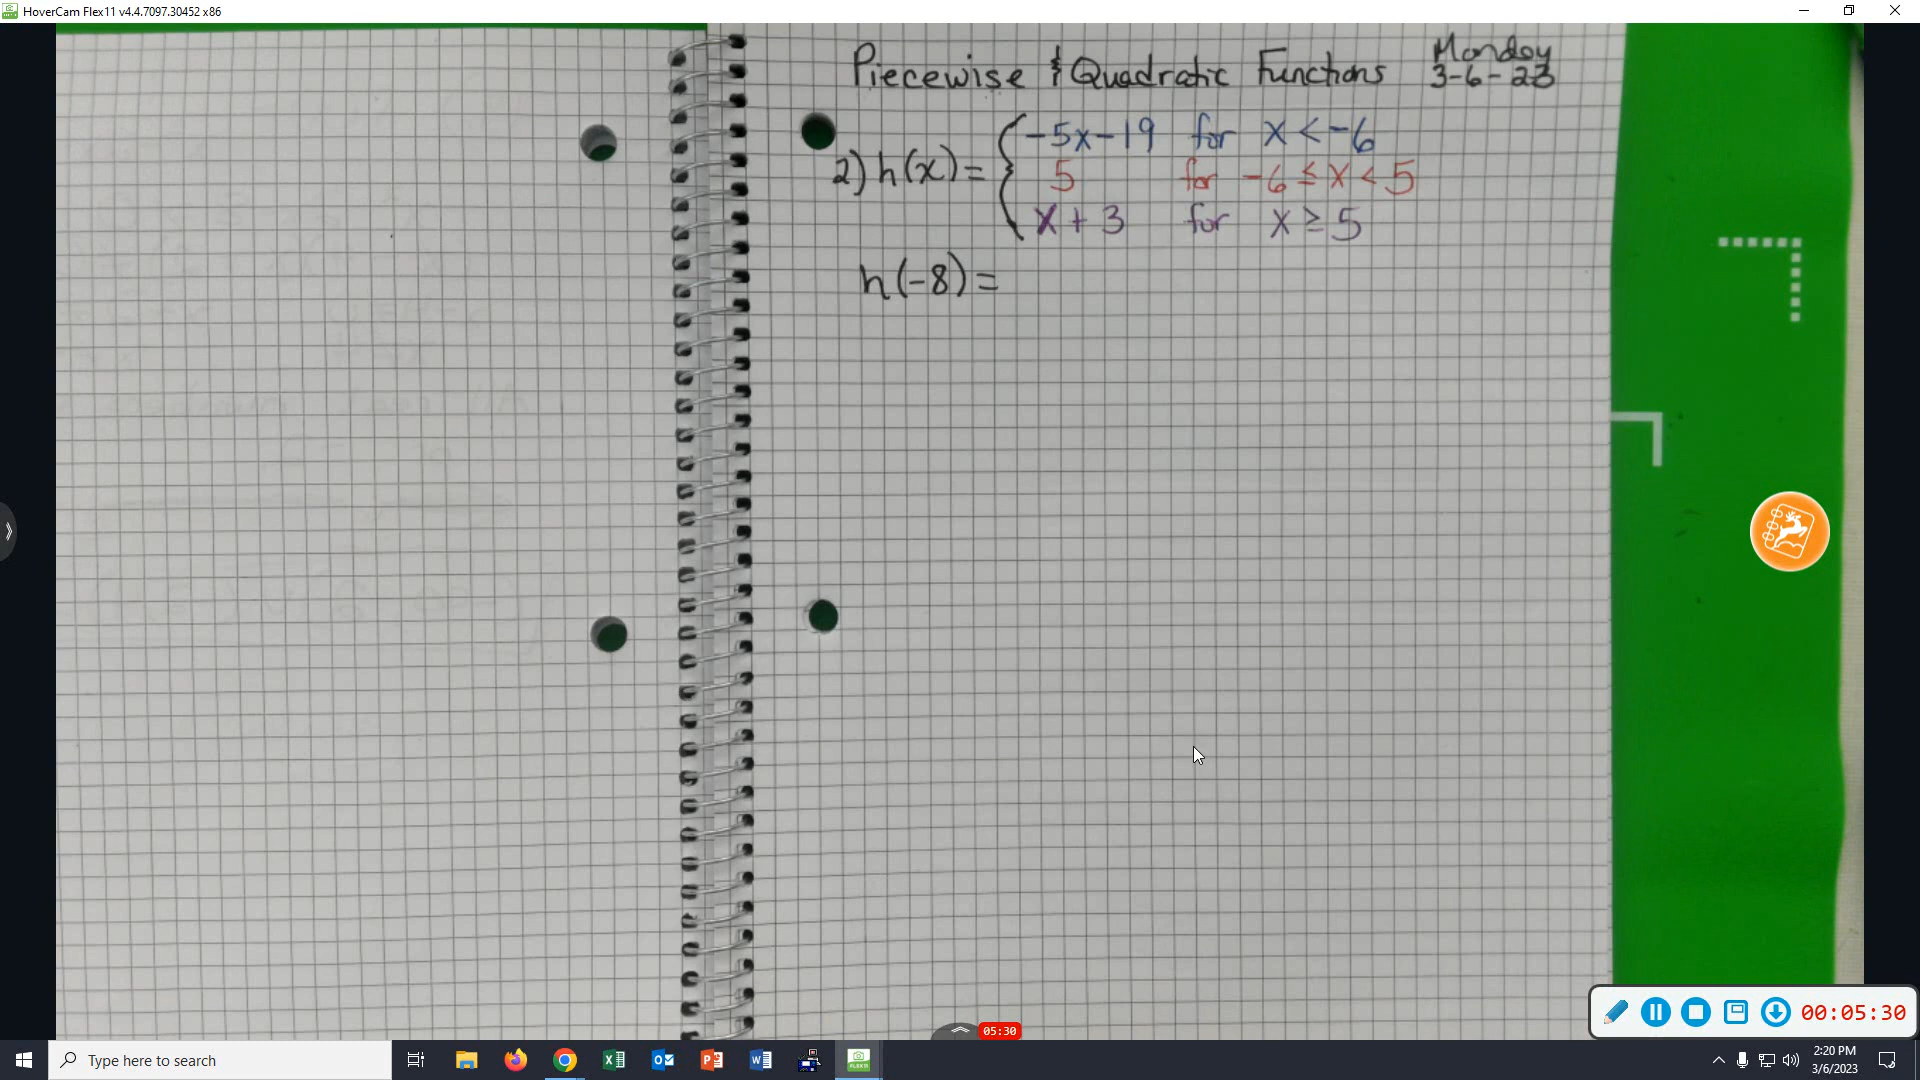 HoverCam Flex11 v4.4.7097.30452 x86
Piecewise & Quadratic Functions Monday
3-6-23
2) h(x) = { -5x-19 for x < -6
5 for -6 ≤ x < 5
x + 3 for x ≥ 5
h(-8) =
00:05:30
05:30
Type here to search
2:20 PM
3/6/2023